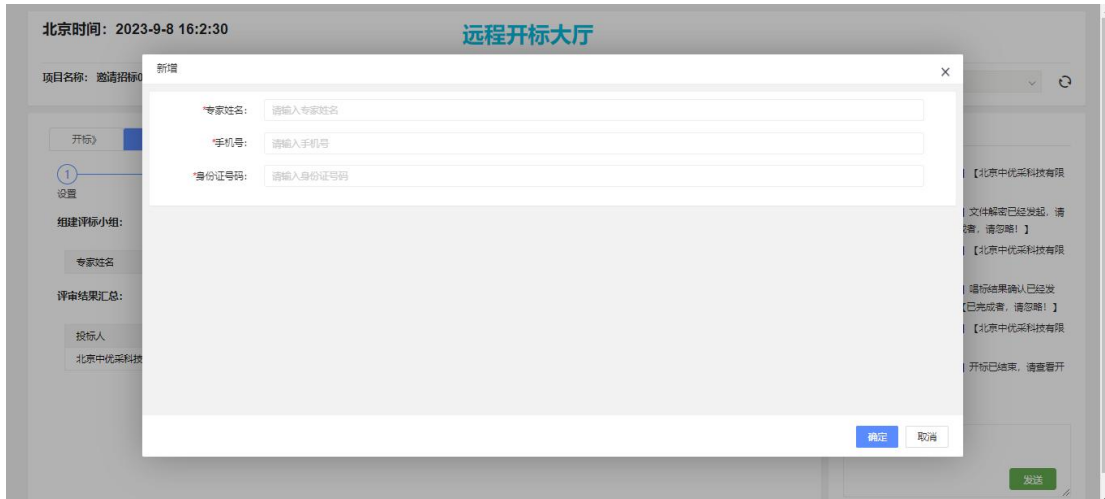 北京时间：2023-9-8 16:2:30
远程开标大厅
项目名称：邀请招标
新增
*专家姓名：
请输入专家姓名
*手机号：
请输入手机号
*身份证号码：
请输入身份证号码
确定
取消
开标》
1
设置
组建评标小组：
专家姓名
评审结果汇总：
投标人
北京中优采科技
【北京中优采科技有限
文件解密已经发起，请
者，请忽略！】
【北京中优采科技有限
唱标结果确认已经发
【已完成者，请忽略！】
【北京中优采科技有限
开标已结束，请查看开
发送